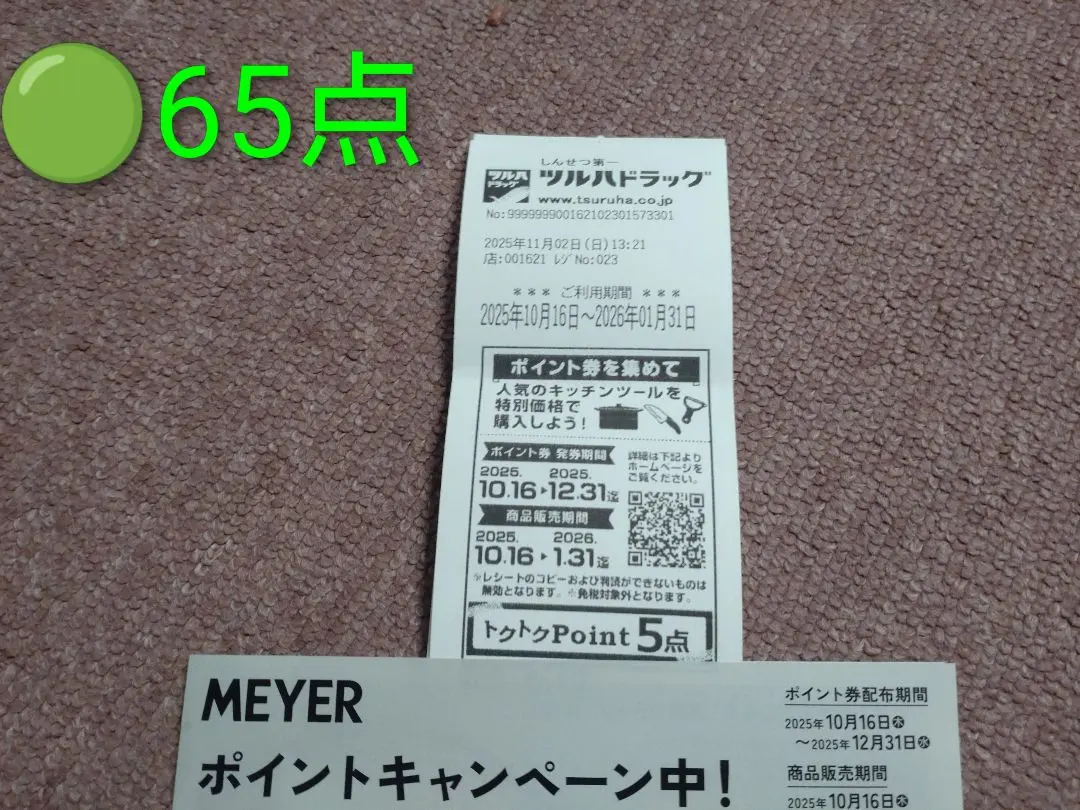 65点
しんせつ第一
ツルハ
ドラッグ
ツルハドラッグ
www.tsuruha.co.jp
No:999999900162102301573301
2025年11月02日(日)13:21
店:001621 ﾚｼﾞNo:023
*** ご利用期間 ***
2025年10月16日～2026年01月31日
ポイント券を集めて
人気のキッチンツールを
特別価格で
購入しよう!
ポイント券 発券期間
2025. 2025.
10.16▶12.31迄
商品販売期間
2025. 2026.
10.16▶1.31迄
詳細は下記より
ホームページを
ご覧ください。
※レシートのコピーおよび判読ができないものは
無効となります。※免税対象外となります。
トクトクPoint 5点
MEYER
ポイントキャンペーン中!
ポイント券配布期間
2025年10月16日㊍
～2025年12月31日㊌
商品販売期間
2025年10月16日㊍